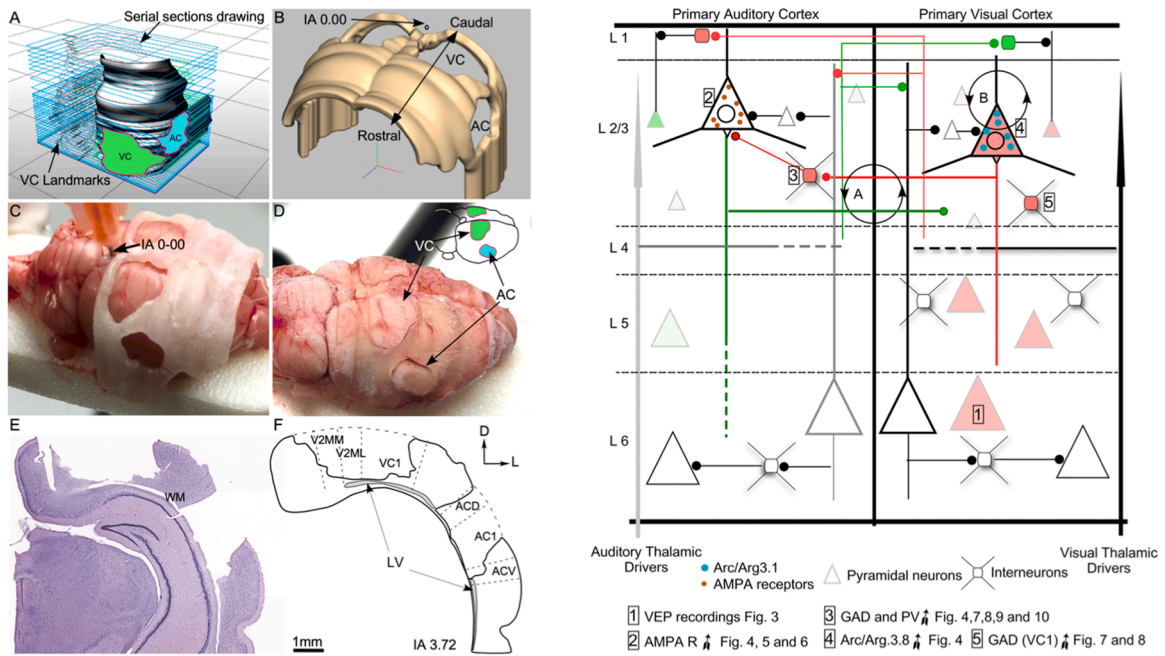 A
Serial sections drawing
AC
VC
VC Landmarks
B
IA 0.00
Caudal
VC
Rostral
AC
C
IA 0-00
D
VC
AC
E
WM
F
D
L
V2MM
V2ML
VC1
ACD
AC1
ACV
LV
1mm
IA 3.72
Primary Auditory Cortex
Primary Visual Cortex
L 1
L 2/3
L 4
L 5
L 6
2
B
4
3
A
5
1
Auditory Thalamic
Drivers
Arc/Arg3.1
AMPA receptors
Pyramidal neurons
Interneurons
Visual Thalamic
Drivers
1 VEP recordings Fig. 3
3 GAD and PV Fig. 4,7,8,9 and 10
2 AMPA R Fig. 4, 5 and 6
4 Arc/Arg.3.8 Fig. 4
5 GAD (VC1) Fig. 7 and 8